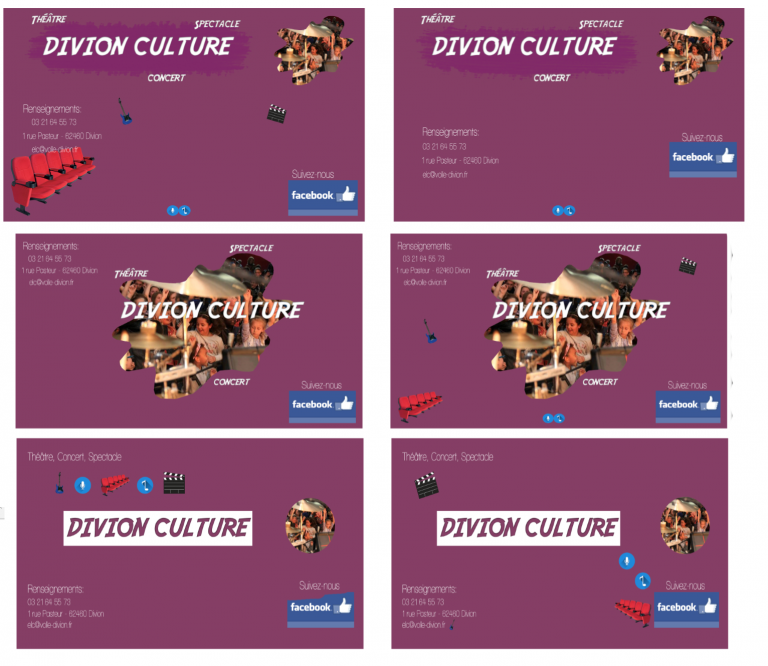 THÉÂTRE
SPECTACLE
DIVION CULTURE
CONCERT
Renseignements:
03 21 64 55 73
1 rue Pasteur - 62460 Divion
elc@ville-divion.fr
Suivez-nous
facebook
THÉÂTRE
SPECTACLE
DIVION CULTURE
CONCERT
Renseignements:
03 21 64 55 73
1 rue Pasteur - 62460 Divion
elc@ville-divion.fr
Suivez-nous
facebook
Renseignements:
03 21 64 55 73
1 rue Pasteur - 62460 Divion
elc@ville-divion.fr
SPECTACLE
THÉÂTRE
DIVION CULTURE
CONCERT
Suivez-nous
facebook
Renseignements:
03 21 64 55 73
1 rue Pasteur - 62460 Divion
elc@ville-divion.fr
SPECTACLE
THÉÂTRE
DIVION CULTURE
CONCERT
Suivez-nous
facebook
Théâtre, Concert, Spectacle
DIVION CULTURE
Renseignements:
03 21 64 55 73
1 rue Pasteur - 62460 Divion
elc@ville-divion.fr
Suivez-nous
facebook
Théâtre, Concert, Spectacle
DIVION CULTURE
Renseignements:
03 21 64 55 73
1 rue Pasteur - 62460 Divion
elc@ville-divion.fr
Suivez-nous
facebook